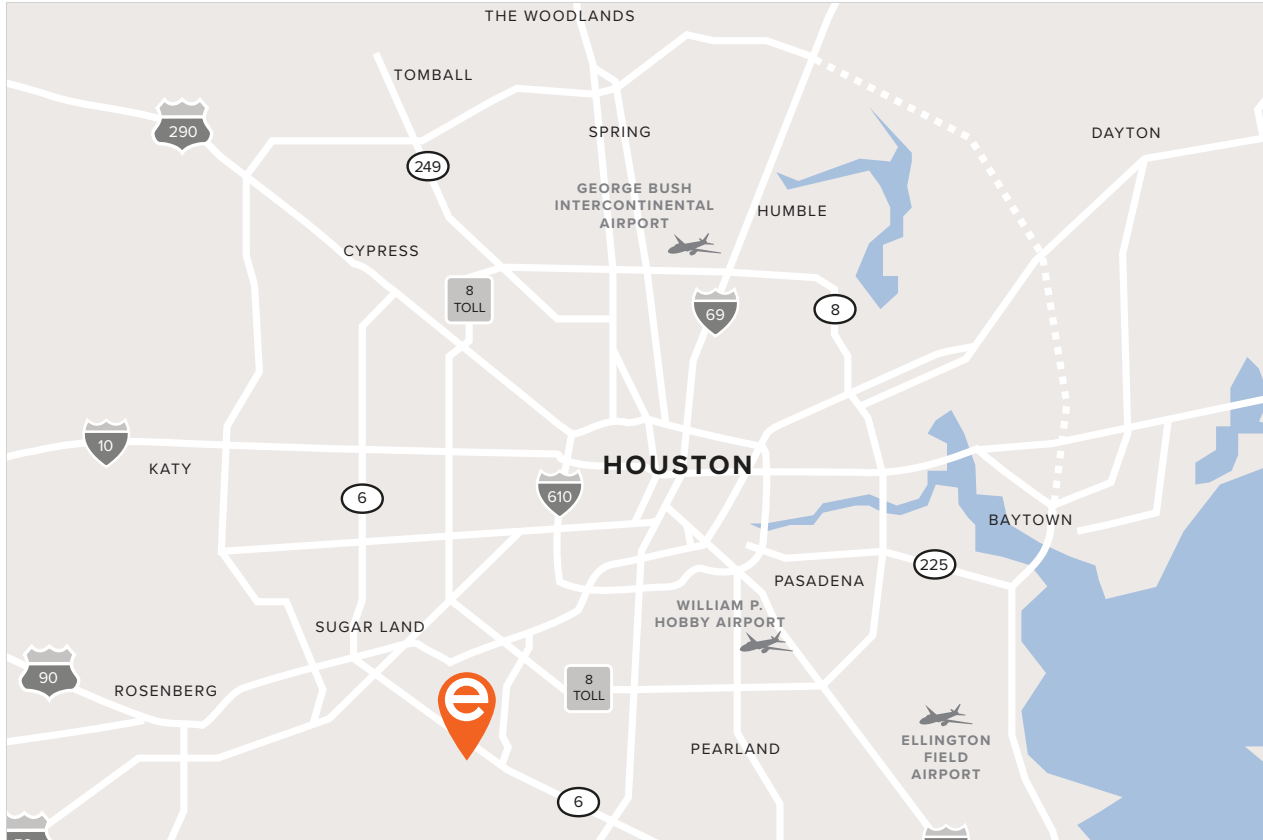 THE WOODLANDS
TOMBALL
290
SPRING
DAYTON
249
GEORGE BUSH
INTERCONTINENTAL
AIRPORT
HUMBLE
CYPRESS
8
TOLL
69
8
10
KATY
HOUSTON
6
610
BAYTOWN
225
PASADENA
WILLIAM P.
HOBBY AIRPORT
SUGAR LAND
90
ROSENBERG
8
TOLL
e
PEARLAND
ELLINGTON
FIELD
AIRPORT
6